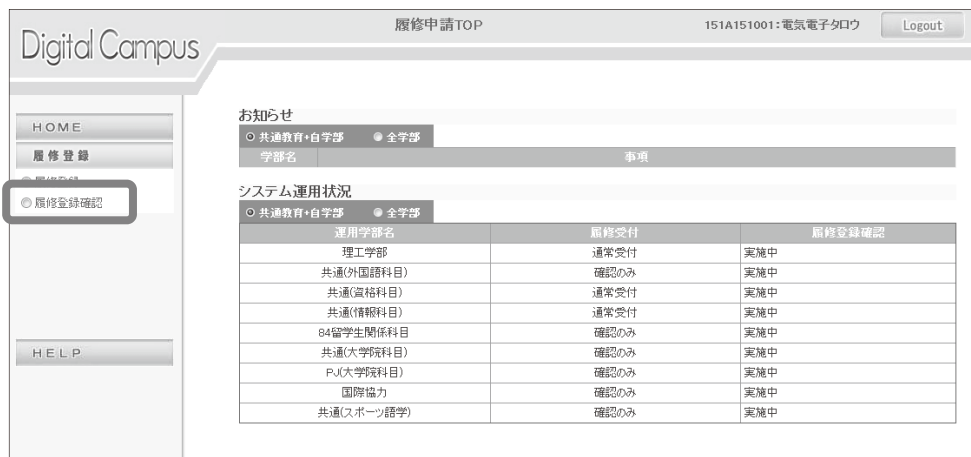 Digital Campus
履修申請TOP
151A151001:電気電子タロウ
Logout
HOME
履修登録
履修登録
履修登録確認
HELP
お知らせ
共通教育+自学部 全学部
学部名 事項
システム運用状況
共通教育+自学部 全学部
運用学部名 履修受付 履修登録確認
理工学部 通常受付 実施中
共通(外国語科目) 確認のみ 実施中
共通(資格科目) 通常受付 実施中
共通(情報科目) 通常受付 実施中
84留学生関係科目 確認のみ 実施中
共通(大学院科目) 確認のみ 実施中
PJ(大学院科目) 確認のみ 実施中
国際協力 確認のみ 実施中
共通(スポーツ語学) 確認のみ 実施中